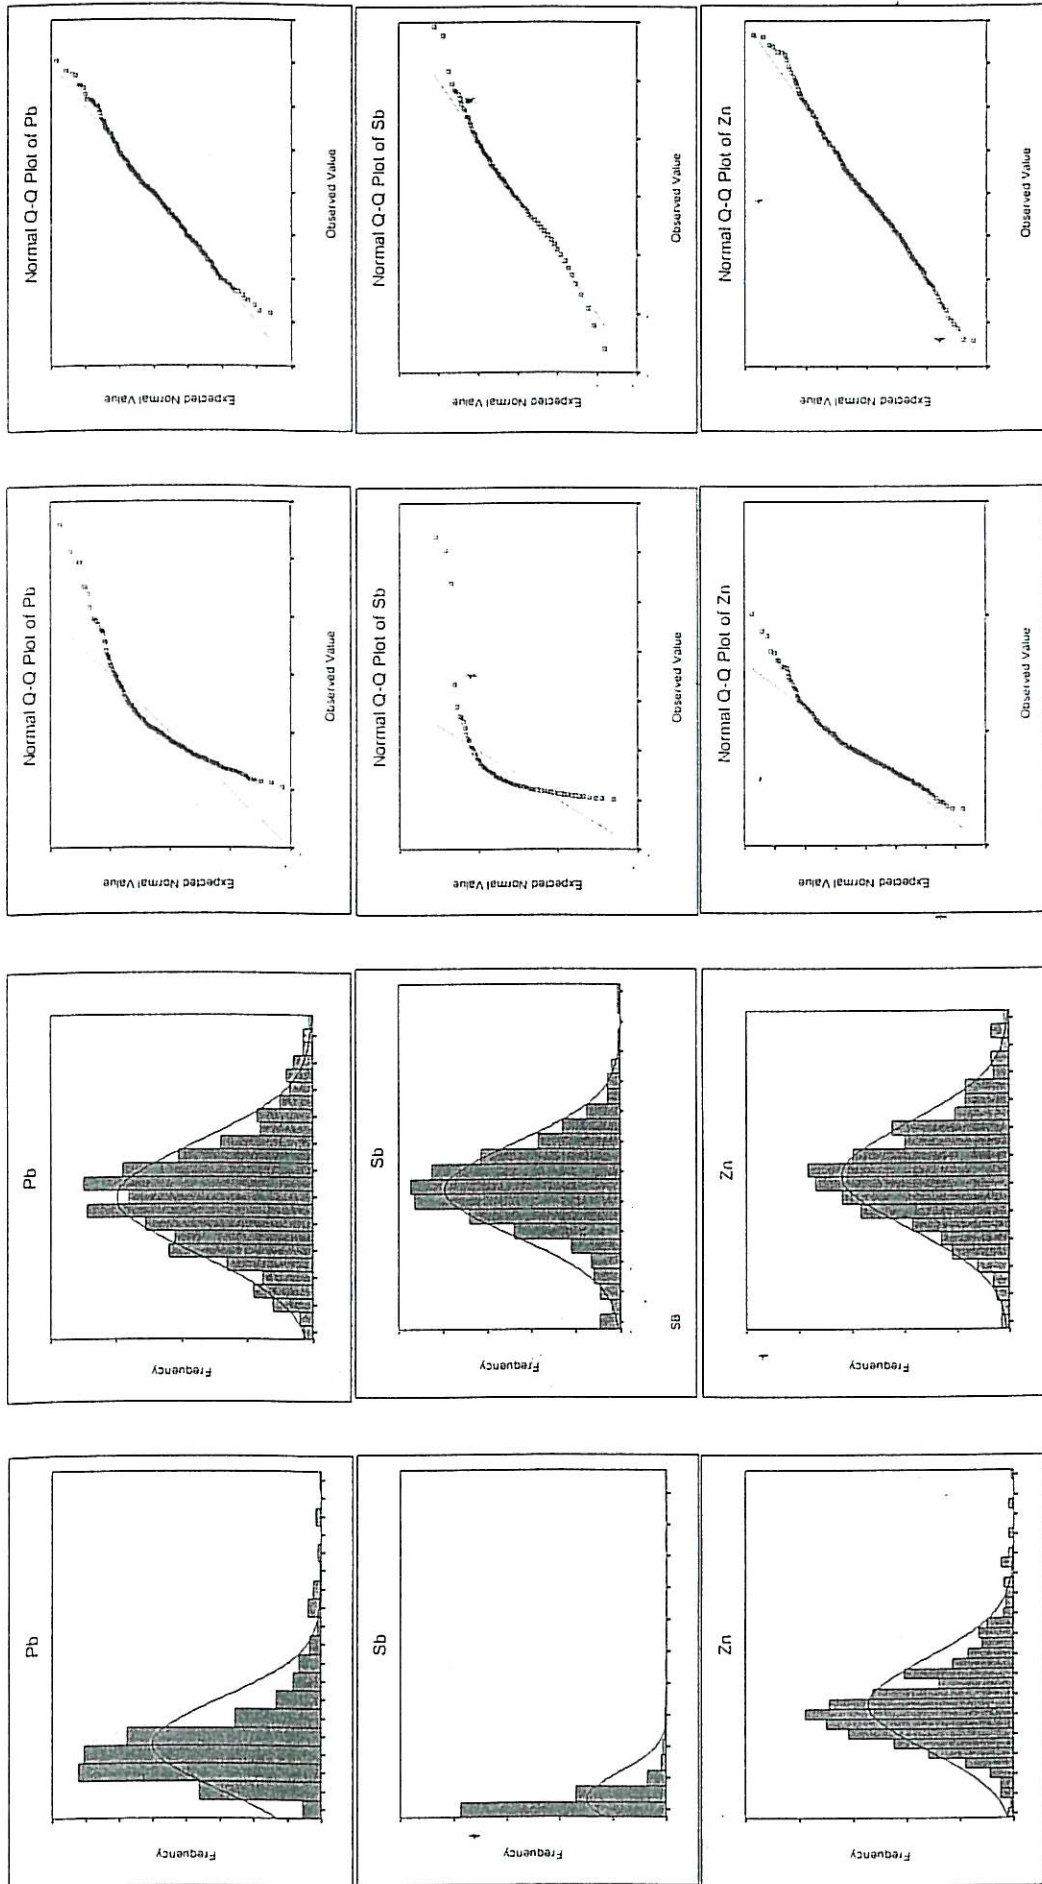 Normal Q-Q Plot of Pb
Expected Normal Value
Observed Value
Normal Q-Q Plot of Sb
Expected Normal Value
Observed Value
Normal Q-Q Plot of Zn
Expected Normal Value
Observed Value
Normal Q-Q Plot of Pb
Expected Normal Value
Observed Value
Normal Q-Q Plot of Sb
Expected Normal Value
Observed Value
Normal Q-Q Plot of Zn
Expected Normal Value
Observed Value
Pb
Frequency
Sb
Frequency
SB
Zn
Frequency
Pb
Frequency
Sb
Frequency
Zn
Frequency